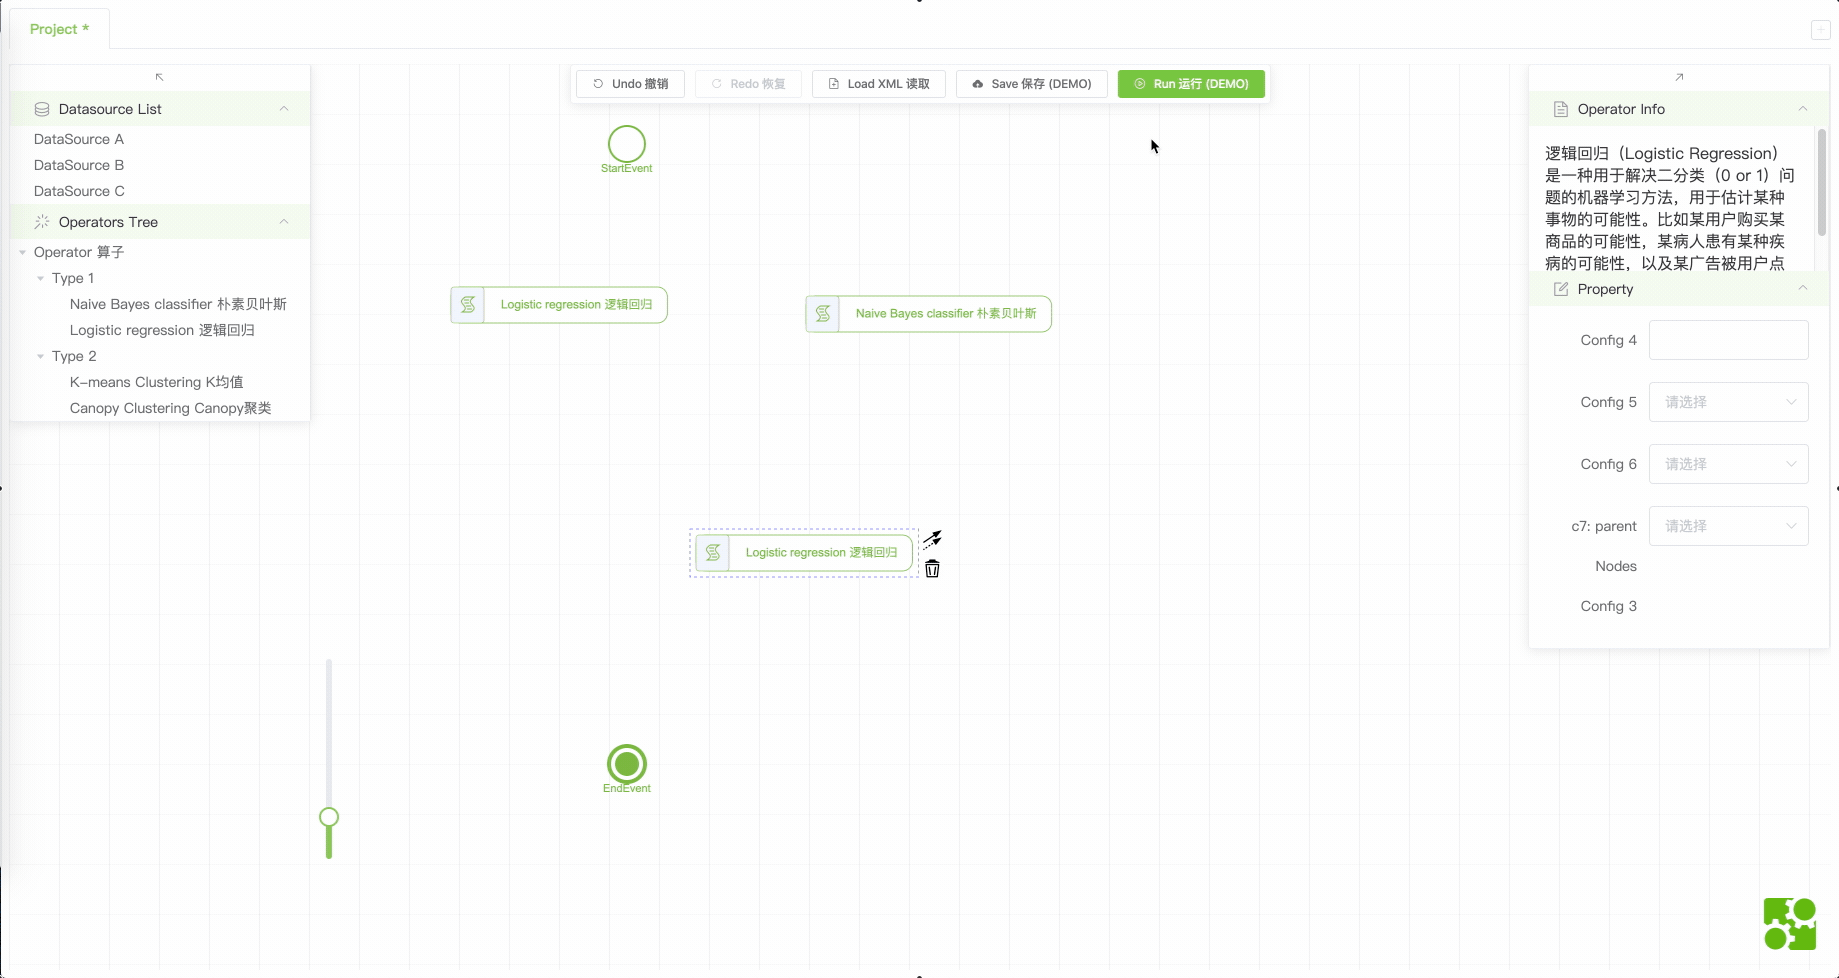 Project *
Undo 撤销
Redo 恢复
Load XML 读取
Save 保存 (DEMO)
Run 运行 (DEMO)
Datasource List
DataSource A
DataSource B
DataSource C
Operators Tree
Operator 算子
Type 1
Naive Bayes classifier 朴素贝叶斯
Logistic regression 逻辑回归
Type 2
K-means Clustering K均值
Canopy Clustering Canopy聚类
StartEvent
Logistic regression 逻辑回归
Naive Bayes classifier 朴素贝叶斯
Logistic regression 逻辑回归
EndEvent
Operator Info
逻辑回归（Logistic Regression）
是一种用于解决二分类（0 or 1）问
题的机器学习方法，用于估计某种
事物的可能性。比如某用户购买某
商品的可能性，某病人患有某种疾
病的可能性，以及某广告被用户点
Property
Config 4
Config 5 请选择
Config 6 请选择
c7: parent 请选择
Nodes
Config 3